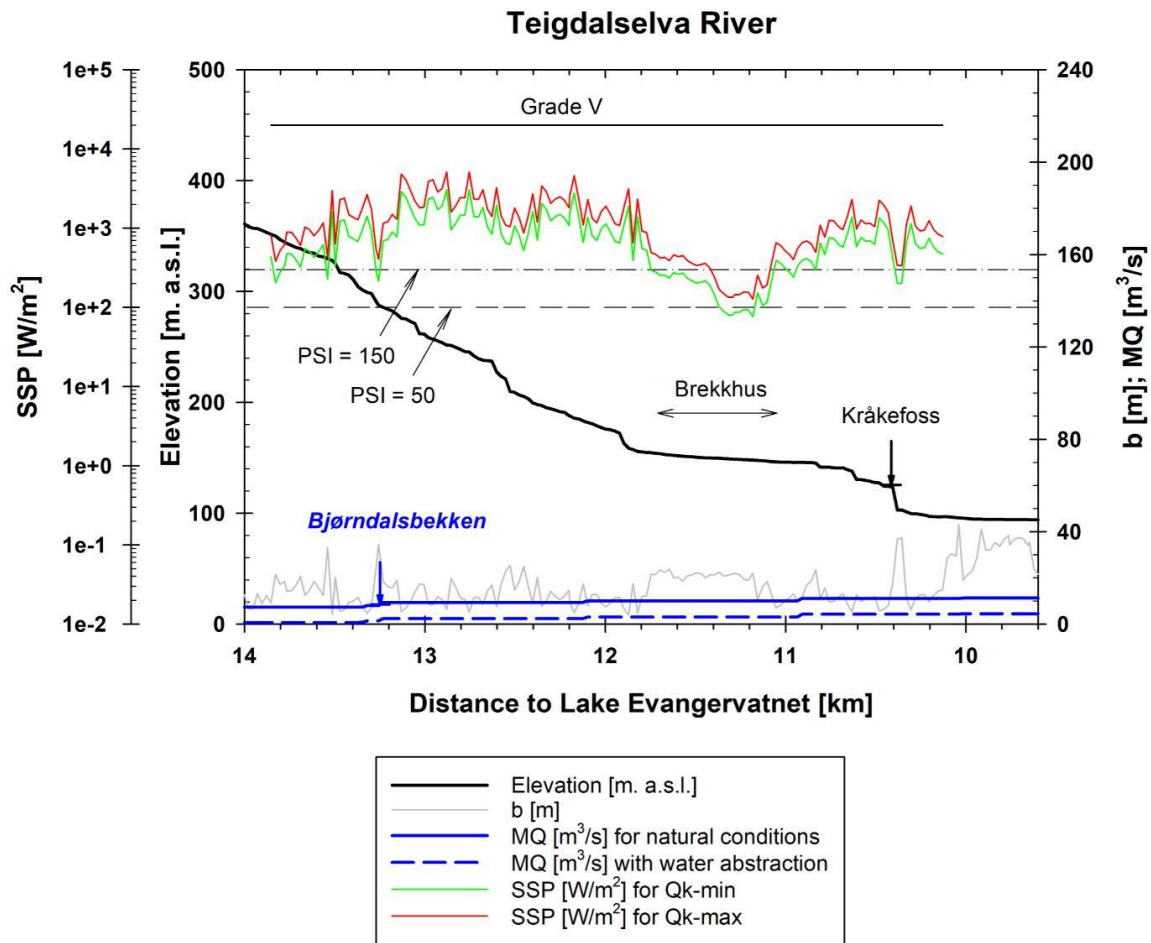 Teigdalselva River
1e+5
1e+4
1e+3
1e+2
1e+1
1e+0
1e-1
1e-2
SSP [W/m²]
500
400
300
200
100
0
Elevation [m. a.s.l.]
240
200
160
120
80
40
0
b [m]; MQ [m³/s]
Grade V
PSI = 150
PSI = 50
Brekkhus
Kråkefoss
Bjørndalsbekken
14
13
12
11
10
Distance to Lake Evangervatnet [km]
Elevation [m. a.s.l.]
b [m]
MQ [m³/s] for natural conditions
MQ [m³/s] with water abstraction
SSP [W/m²] for Qk-min
SSP [W/m²] for Qk-max